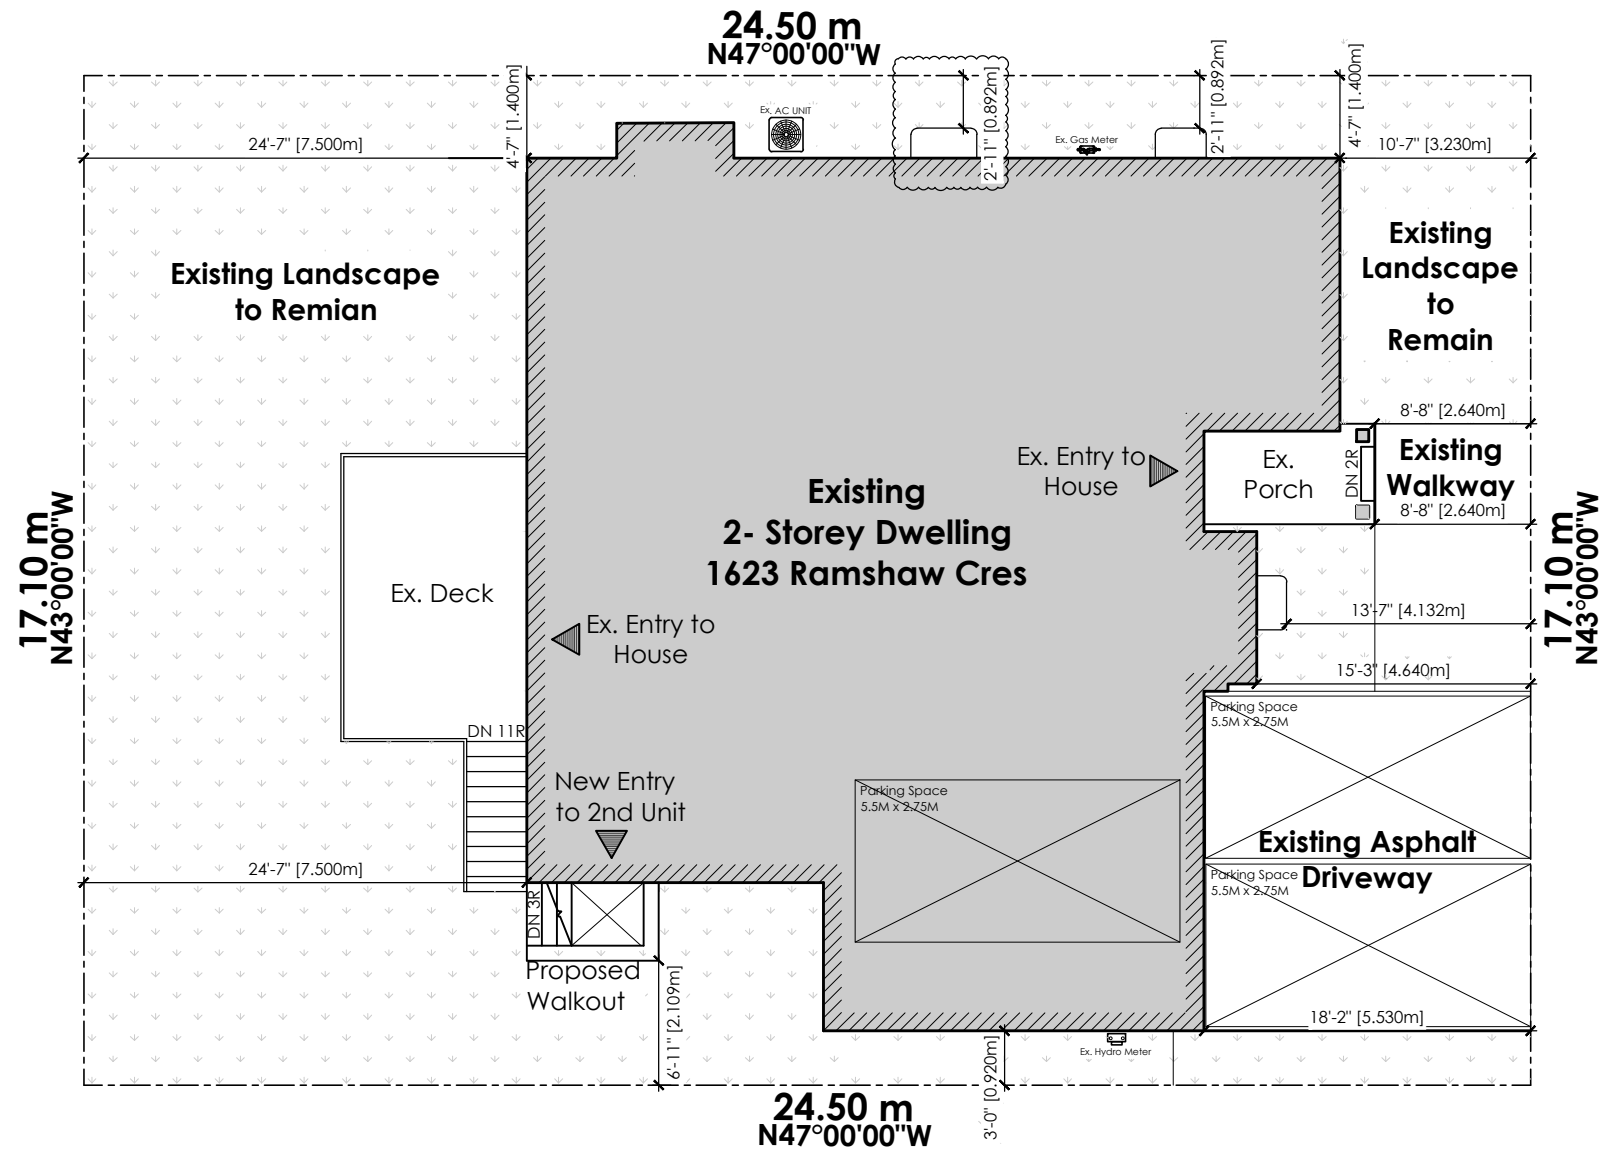 24.50 m
N47°00'00"W
4'-7" [1.400m]
2'-11" [0.892m]
2'-11" [0.892m]
4'-7" [1.400m]
Ex. AC UNIT
Ex. Gas Meter
24'-7" [7.500m]
10'-7" [3.230m]
Existing Landscape
to Remian
Existing
Landscape
to
Remain
8'-8" [2.640m]
Ex. Entry to
House
Ex.
Porch
DN 2R
Existing
Walkway
8'-8" [2.640m]
Existing
2- Storey Dwelling
1623 Ramshaw Cres
17.10 m
N43°00'00"W
17.10 m
N43°00'00"W
Ex. Deck
13'-7" [4.132m]
Ex. Entry to
House
15'-3" [4.640m]
Parking Space
5.5M x 2.75M
DN 11R
New Entry
to 2nd Unit
Parking Space
5.5M x 2.75M
Existing Asphalt
Driveway
Parking Space
5.5M x 2.75M
24'-7" [7.500m]
DN 3R
Proposed
Walkout
6'-11" [2.109m]
18'-2" [5.530m]
3'-0" [0.920m]
Ex. Hydro Meter
24.50 m
N47°00'00"W